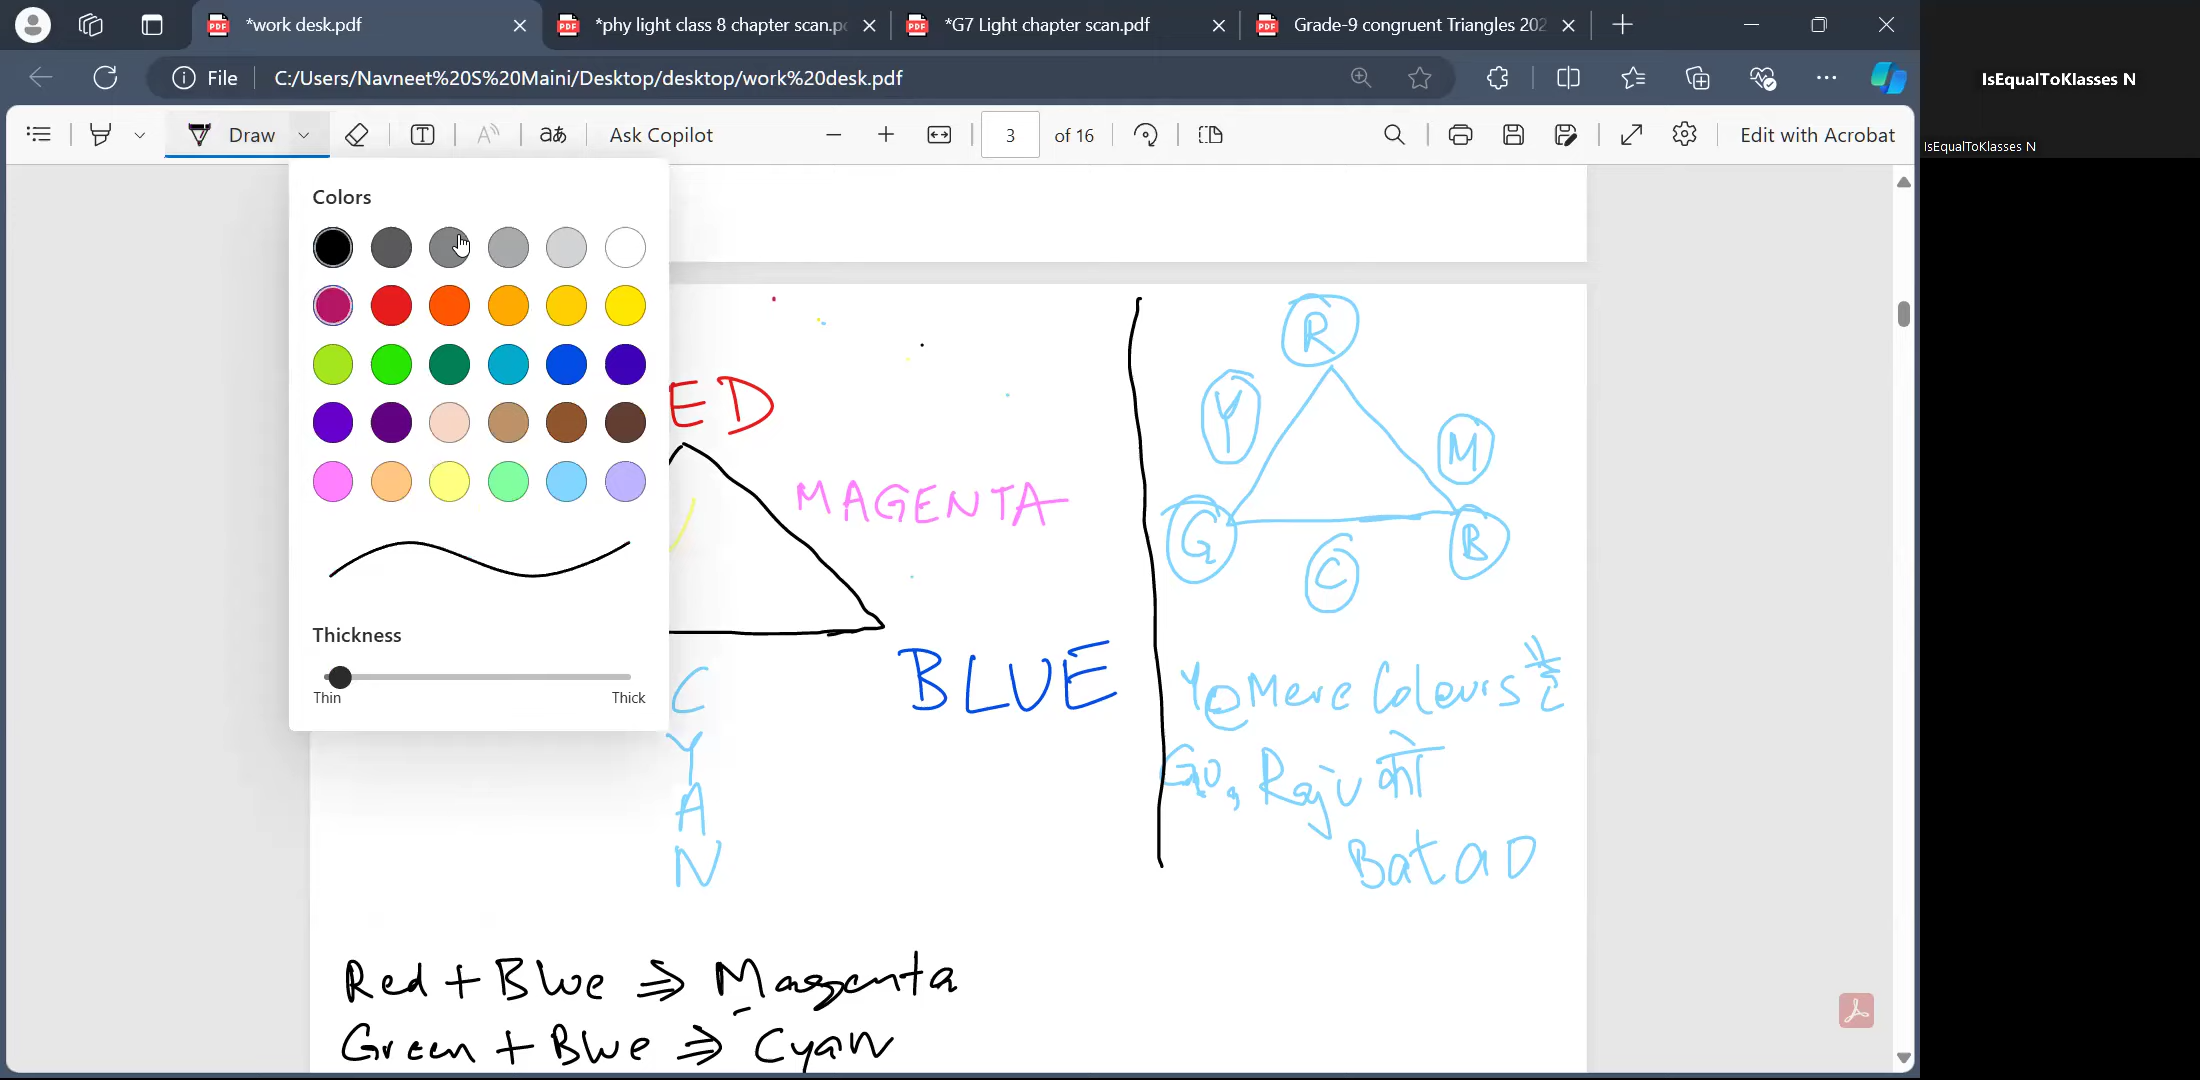 *work desk.pdf
*phy light class 8 chapter scan.p
*G7 Light chapter scan.pdf
Grade-9 congruent Triangles 202
File
C:/Users/Navneet%20S%20Maini/Desktop/desktop/work%20desk.pdf
Draw
Ask Copilot
3 of 16
Edit with Acrobat
IsEqualToKlasses N
IsEqualToKlasses N
Colors
Thickness
Thin
Thick
ED
MAGENTA
BLUE
C
Y
A
N
R
Y
M
G
B
C
Ye Mere Colours
Go, Raju
Batao
Red + Blue ⇒ Magenta
Green + Blue ⇒ Cyan